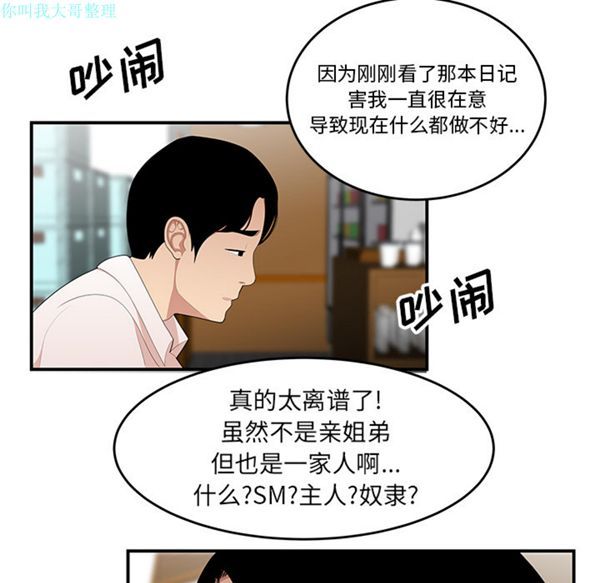 你叫我大哥整理
吵闹
因为刚刚看了那本日记
害我一直很在意
导致现在什么都做不好...
吵闹
真的太离谱了!
虽然不是亲姐弟
但也是一家人啊...
什么?SM?主人?奴隶?